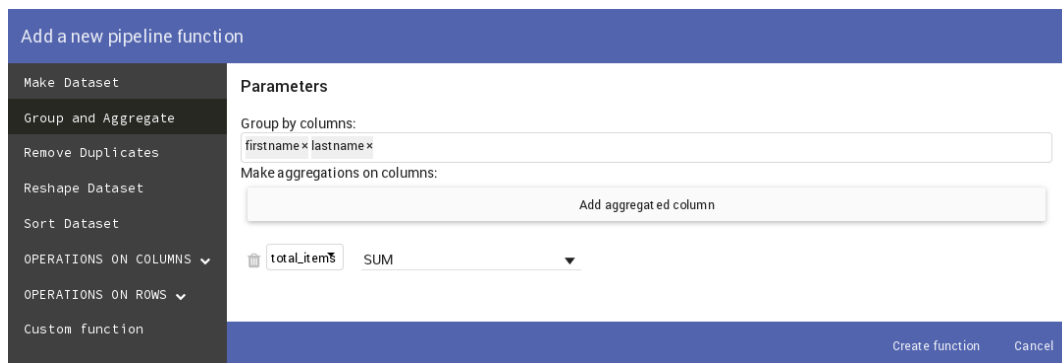 Add a new pipeline function
Make Dataset
Group and Aggregate
Remove Duplicates
Reshape Dataset
Sort Dataset
OPERATIONS ON COLUMNS
OPERATIONS ON ROWS
Custom function
Parameters
Group by columns:
firstname × lastname ×
Make aggregations on columns:
Add aggregated column
total_items SUM
Create function Cancel